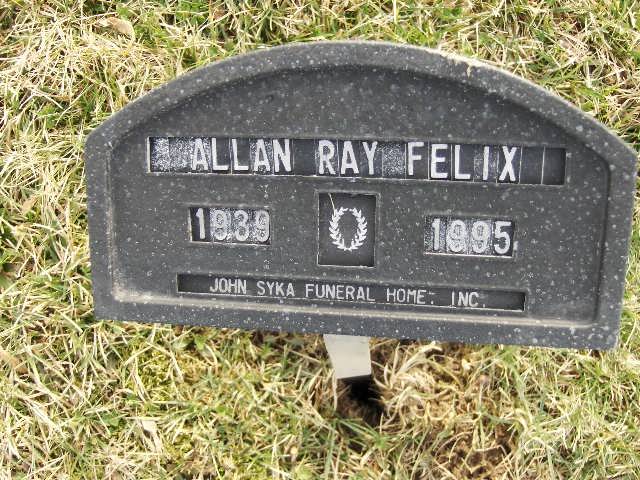 ALLAN RAY FELIX
1939 1995
JOHN SYKA FUNERAL HOME, INC.